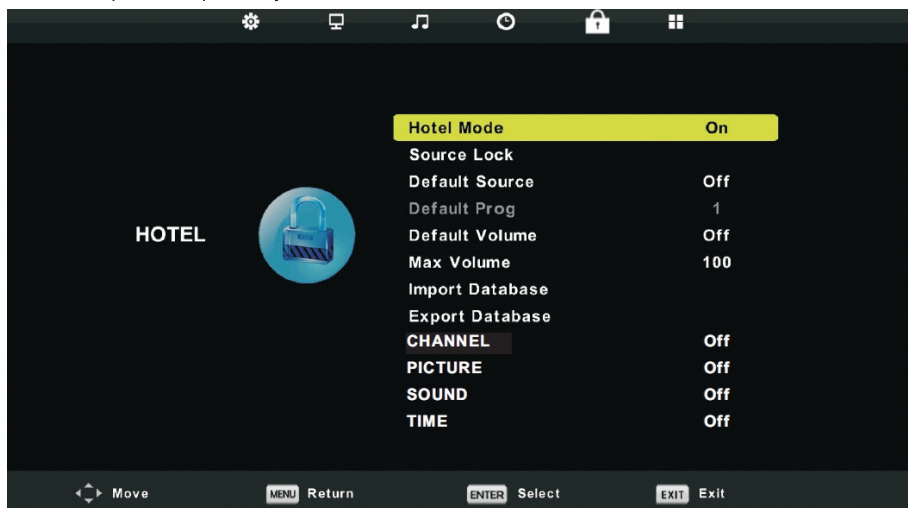 Hotel Mode On
Source Lock
Default Source Off
Default Prog 1
HOTEL
Default Volume Off
Max Volume 100
Import Database
Export Database
CHANNEL Off
PICTURE Off
SOUND Off
TIME Off
Move MENU Return ENTER Select EXIT Exit